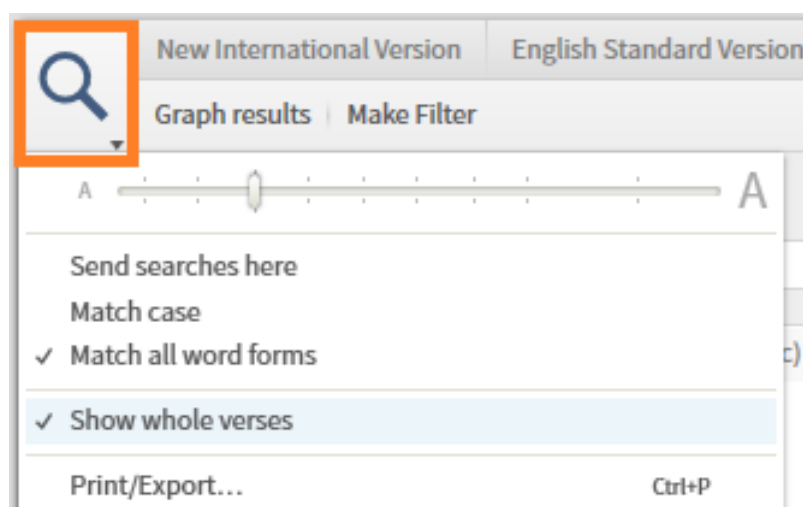 New International Version English Standard Version
Graph results Make Filter
A A
Send searches here
Match case
✓ Match all word forms
c)
✓ Show whole verses
Print/Export... Ctrl+P